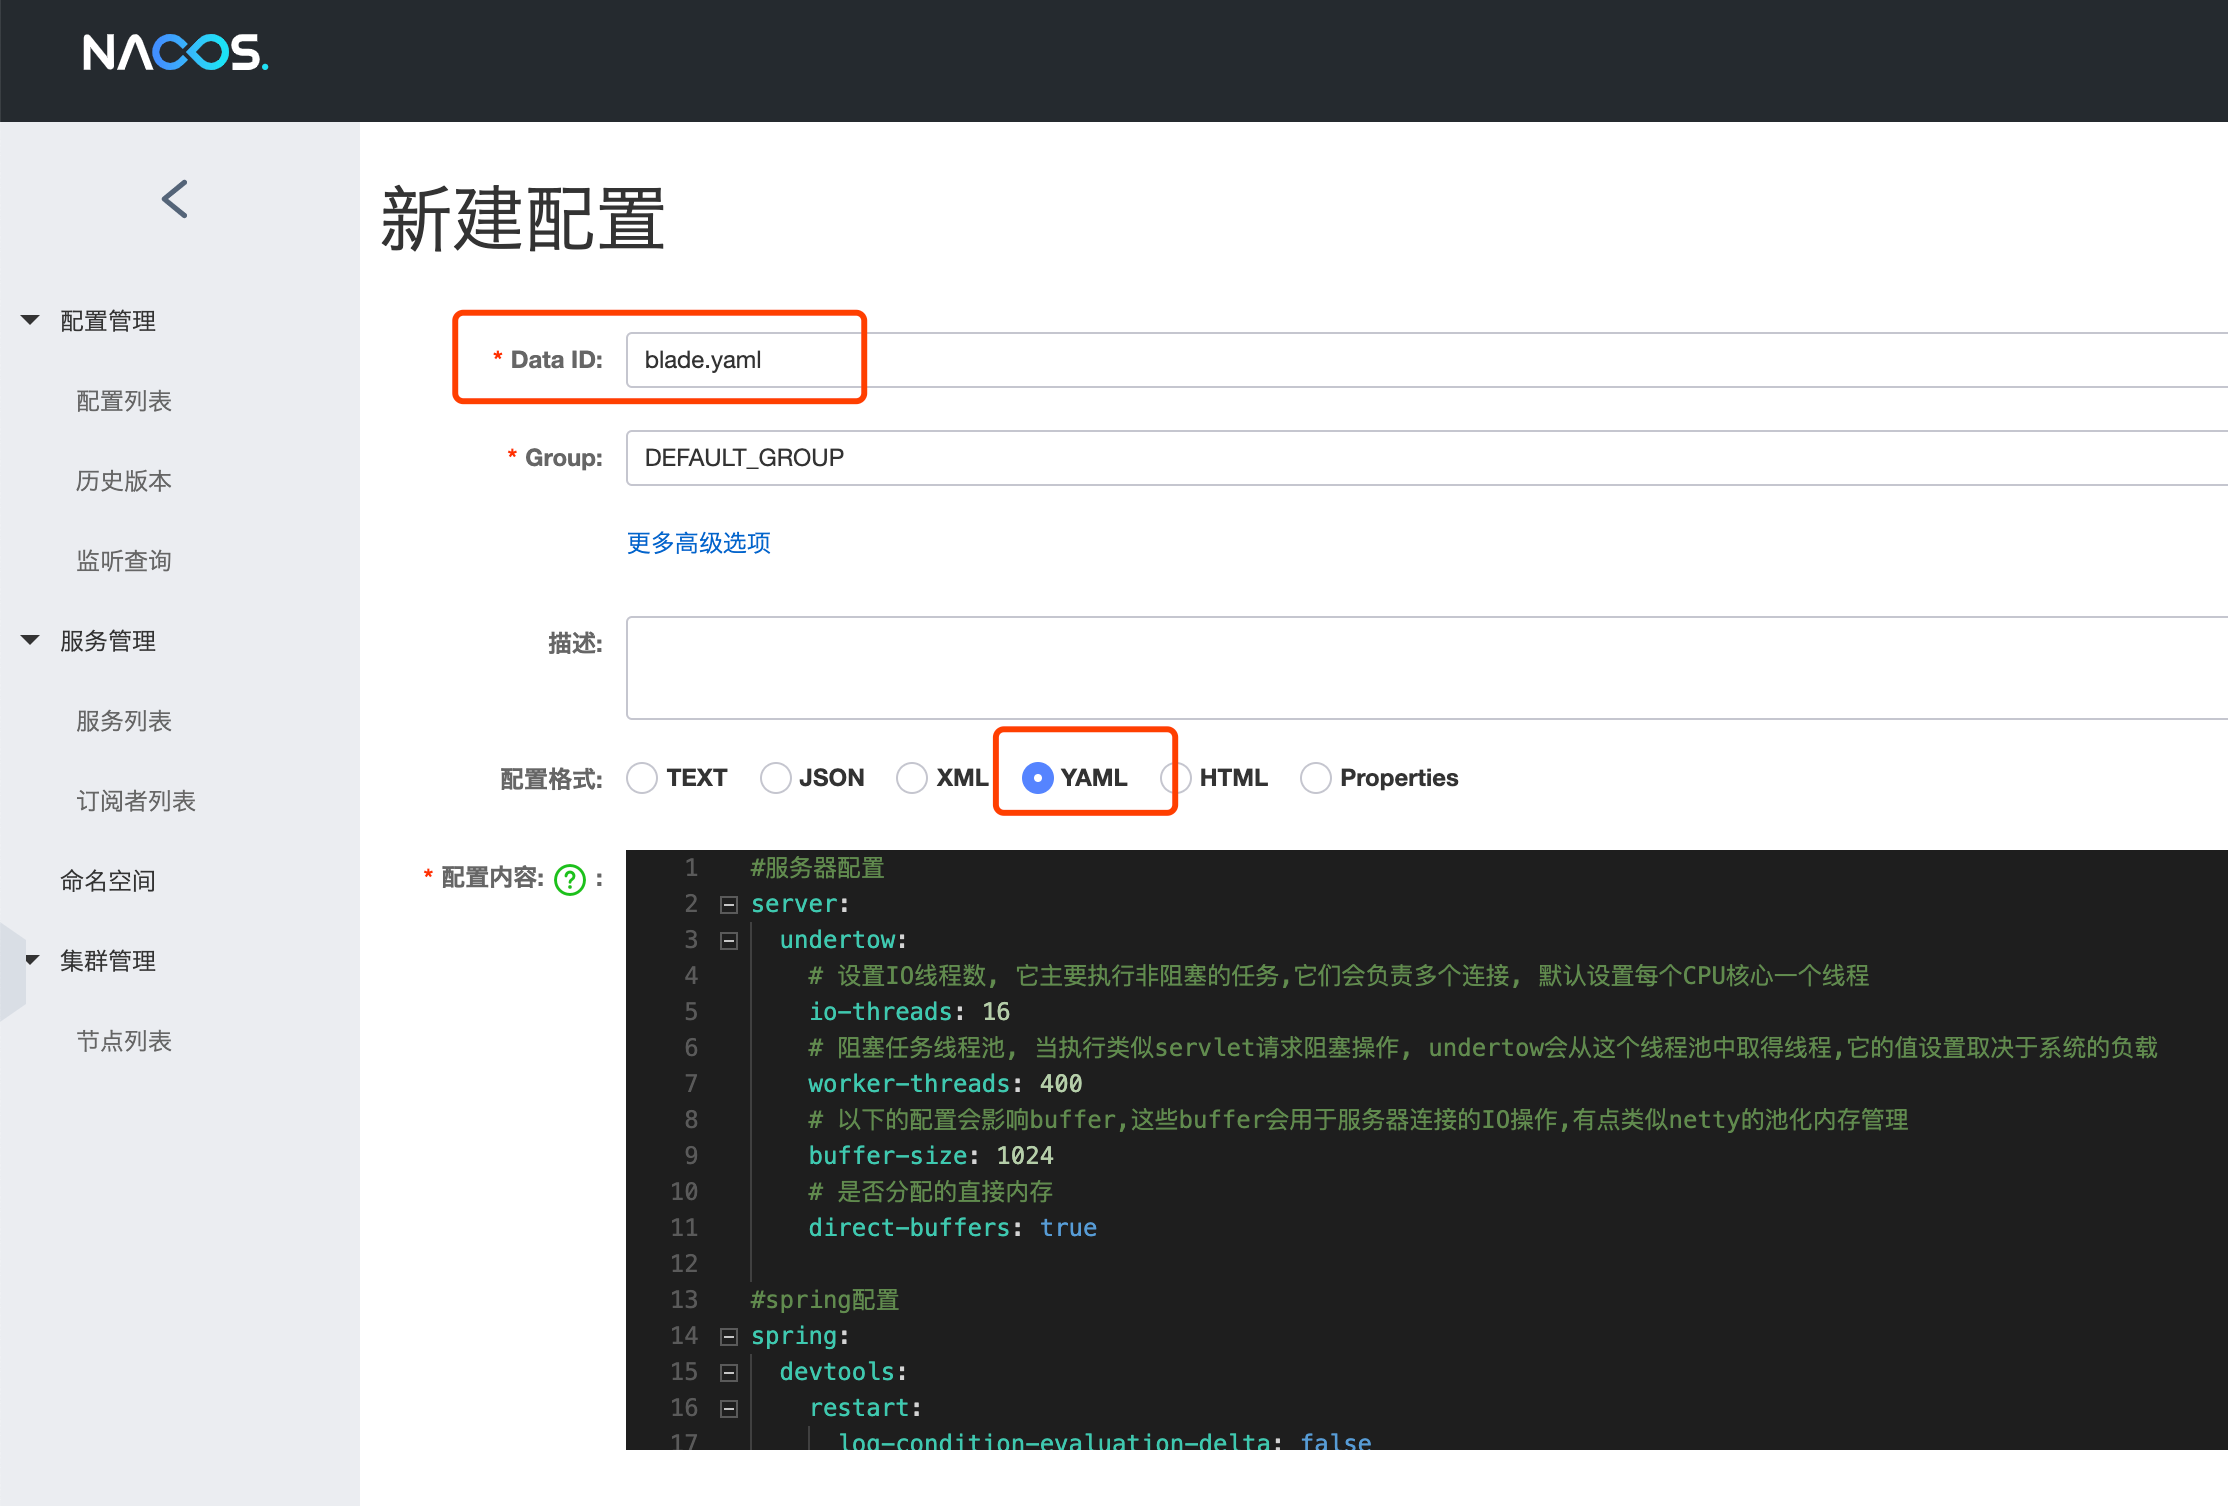 NACOS.
新建配置
配置管理
配置列表
历史版本
监听查询
服务管理
服务列表
订阅者列表
命名空间
集群管理
节点列表
* Data ID: blade.yaml
* Group: DEFAULT_GROUP
更多高级选项
描述:
配置格式: TEXT JSON XML YAML HTML Properties
* 配置内容: ? :
1 #服务器配置
2 server:
3 undertow:
4 # 设置IO线程数, 它主要执行非阻塞的任务,它们会负责多个连接, 默认设置每个CPU核心一个线程
5 io-threads: 16
6 # 阻塞任务线程池, 当执行类似servlet请求阻塞操作, undertow会从这个线程池中取得线程,它的值设置取决于系统的负载
7 worker-threads: 400
8 # 以下的配置会影响buffer,这些buffer会用于服务器连接的IO操作,有点类似netty的池化内存管理
9 buffer-size: 1024
10 # 是否分配的直接内存
11 direct-buffers: true
12
13 #spring配置
14 spring:
15 devtools:
16 restart:
17 log-condition-evaluation-delta: false